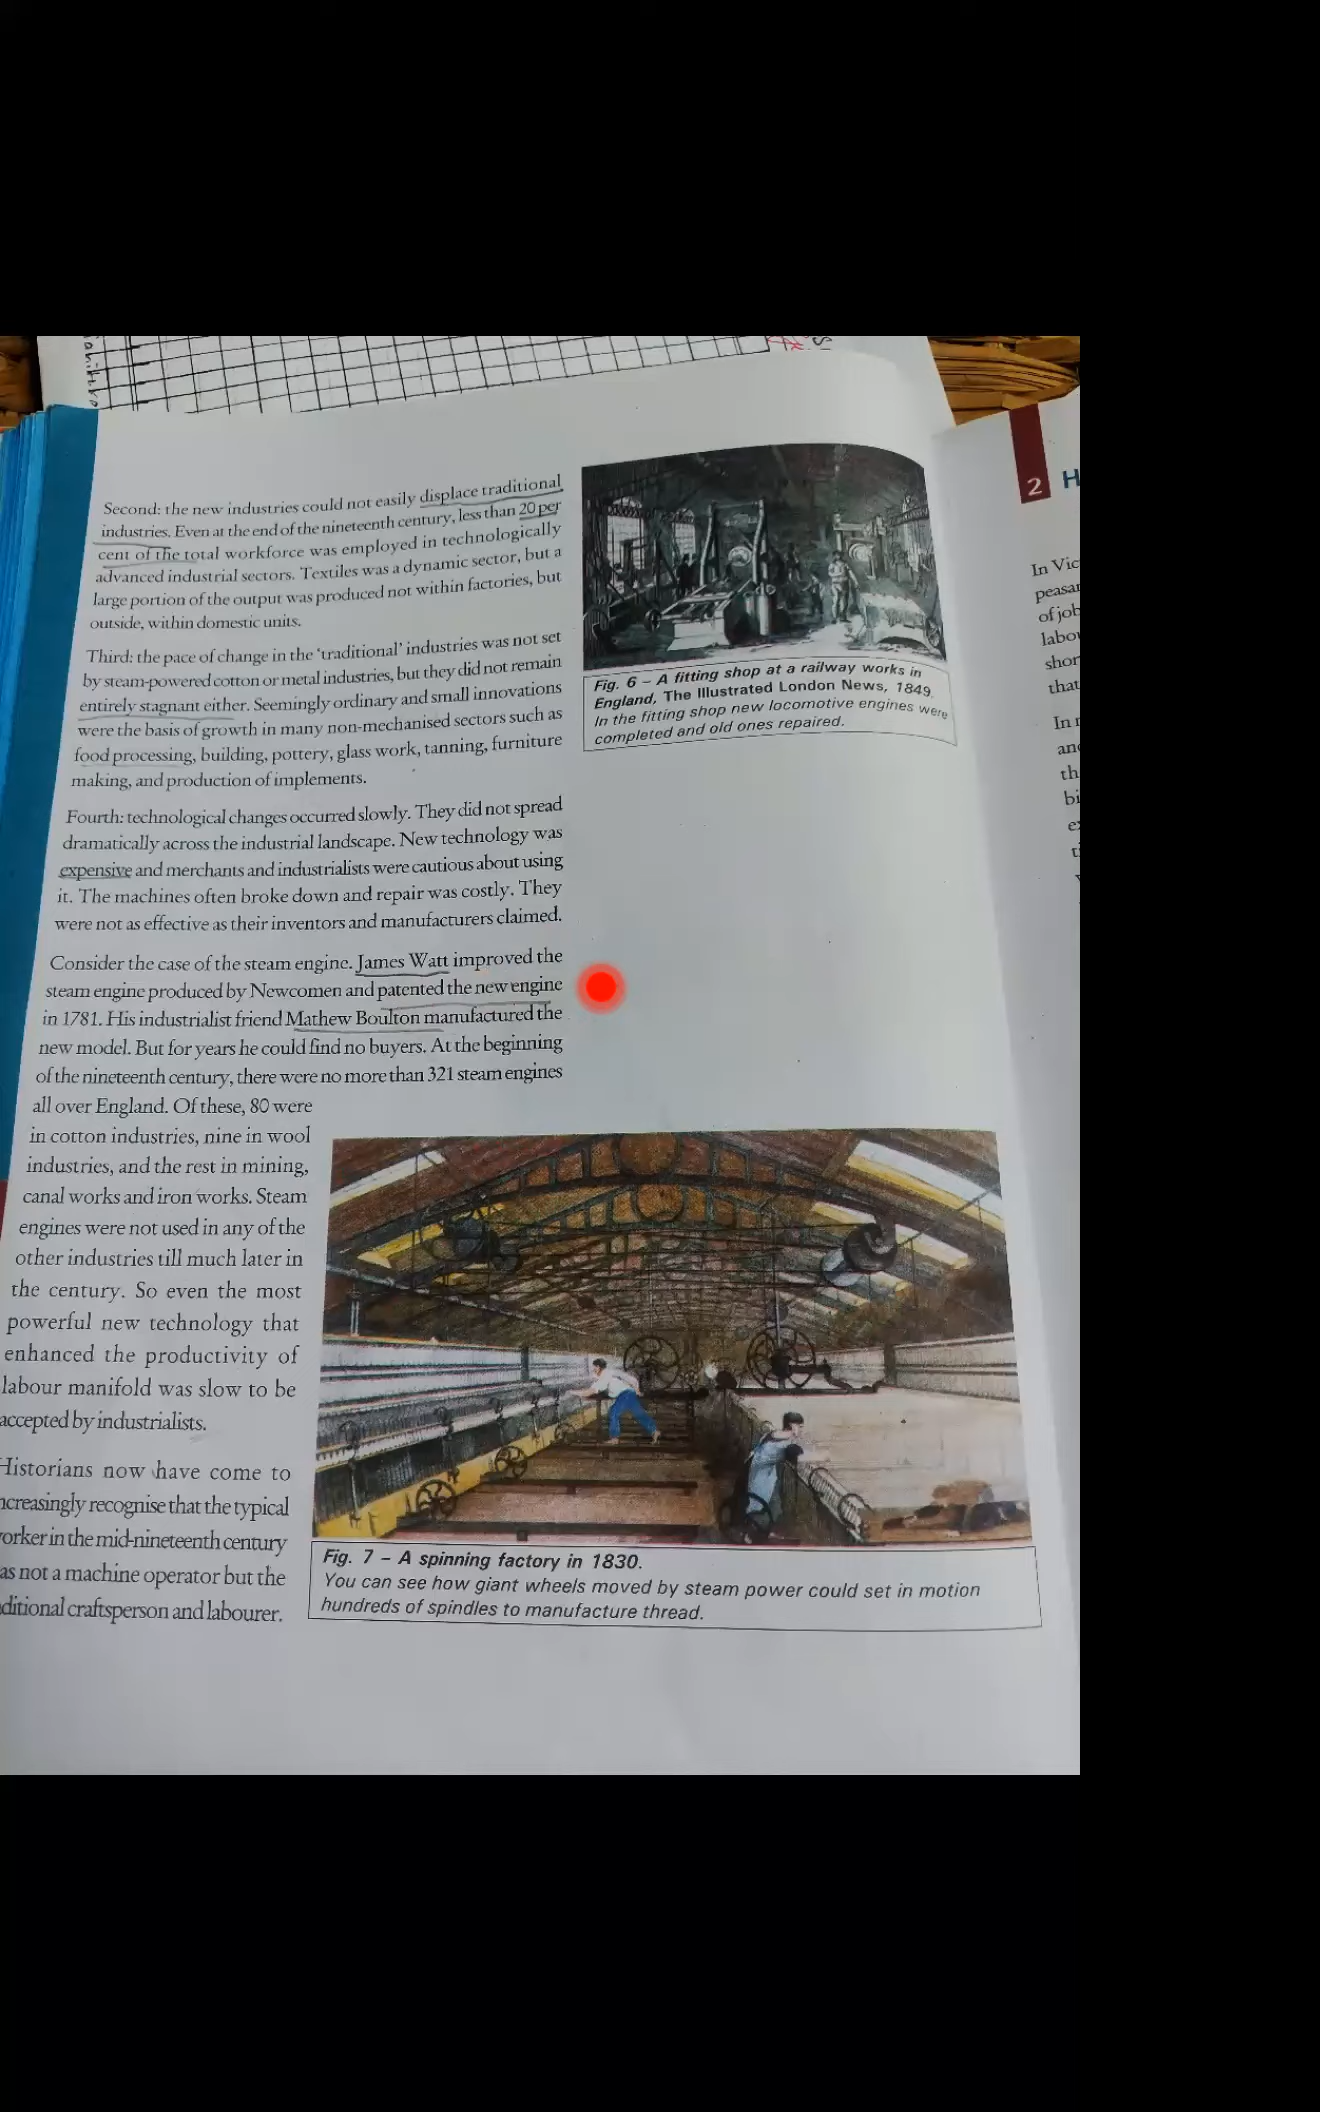 Second: the new industries could not easily displace traditional
industries. Even at the end of the nineteenth century, less than 20 per
cent of the total workforce was employed in technologically
advanced industrial sectors. Textiles was a dynamic sector, but a
large portion of the output was produced not within factories, but
outside, within domestic units.
Third: the pace of change in the ‘traditional’ industries was not set
by steam-powered cotton or metal industries, but they did not remain
entirely stagnant either. Seemingly ordinary and small innovations
were the basis of growth in many non-mechanised sectors such as
food processing, building, pottery, glass work, tanning, furniture
making, and production of implements.
Fourth: technological changes occurred slowly. They did not spread
dramatically across the industrial landscape. New technology was
expensive and merchants and industrialists were cautious about using
it. The machines often broke down and repair was costly. They
were not as effective as their inventors and manufacturers claimed.
Consider the case of the steam engine. James Watt improved the
steam engine produced by Newcomen and patented the new engine
in 1781. His industrialist friend Mathew Boulton manufactured the
new model. But for years he could find no buyers. At the beginning
of the nineteenth century, there were no more than 321 steam engines
all over England. Of these, 80 were
in cotton industries, nine in wool
industries, and the rest in mining,
canal works and iron works. Steam
engines were not used in any of the
other industries till much later in
the century. So even the most
powerful new technology that
enhanced the productivity of
labour manifold was slow to be
accepted by industrialists.
Historians now have come to
ncreasingly recognise that the typical
orker in the mid-nineteenth century
as not a machine operator but the
ditional craftsperson and labourer.
Fig. 6 – A fitting shop at a railway works in
England, The Illustrated London News, 1849.
In the fitting shop new locomotive engines were
completed and old ones repaired.
Fig. 7 – A spinning factory in 1830.
You can see how giant wheels moved by steam power could set in motion
hundreds of spindles to manufacture thread.
2 H
In Vic
peasa
of job
labou
shor
that
In r
and
th
bi
e
t